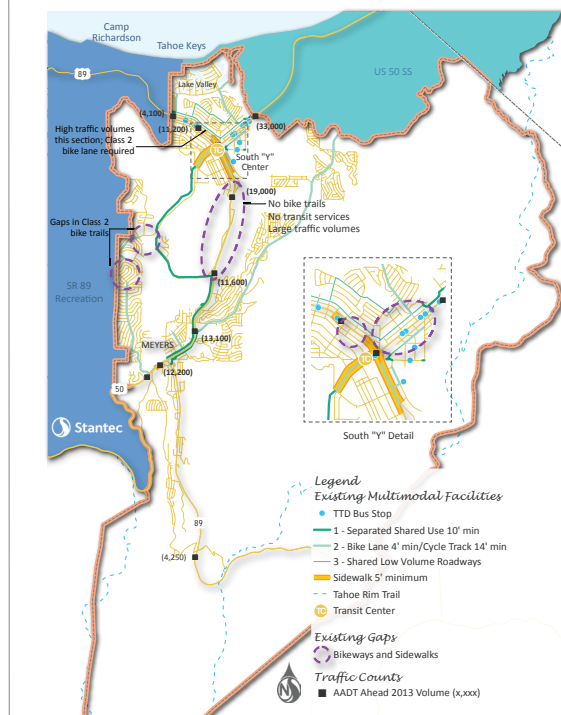 Camp
Richardson
Tahoe Keys
89
US 50 SS
Lake Valley
(4,100)
(11,200)
(33,000)
High traffic volumes
this section; Class 2
bike lane required
TC
South "Y"
Center
(19,000)
No bike trails
No transit services
Large traffic volumes
Gaps in Class 2
bike trails
SR 89
Recreation
(11,600)
(13,100)
MEYERS
(12,200)
50
Stantec
TC
South "Y" Detail
89
(4,250)
Legend
Existing Multimodal Facilities
TTD Bus Stop
1 - Separated Shared Use 10' min
2 - Bike Lane 4' min/Cycle Track 14' min
3 - Shared Low Volume Roadways
Sidewalk 5' minimum
Tahoe Rim Trail
TC Transit Center
Existing Gaps
Bikeways and Sidewalks
Traffic Counts
N
AADT Ahead 2013 Volume (x,xxx)